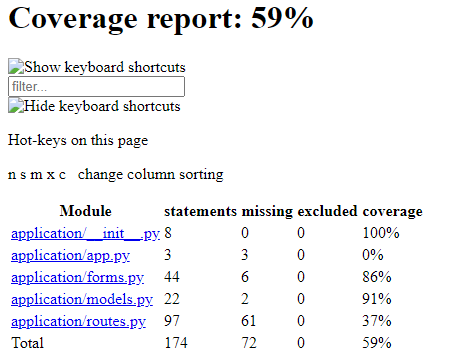 Coverage report: 59%
Show keyboard shortcuts
filter...
Hide keyboard shortcuts
Hot-keys on this page
n s m x c change column sorting
Module statements missing excluded coverage
application/__init__.py 8 0 0 100%
application/app.py 3 3 0 0%
application/forms.py 44 6 0 86%
application/models.py 22 2 0 91%
application/routes.py 97 61 0 37%
Total 174 72 0 59%